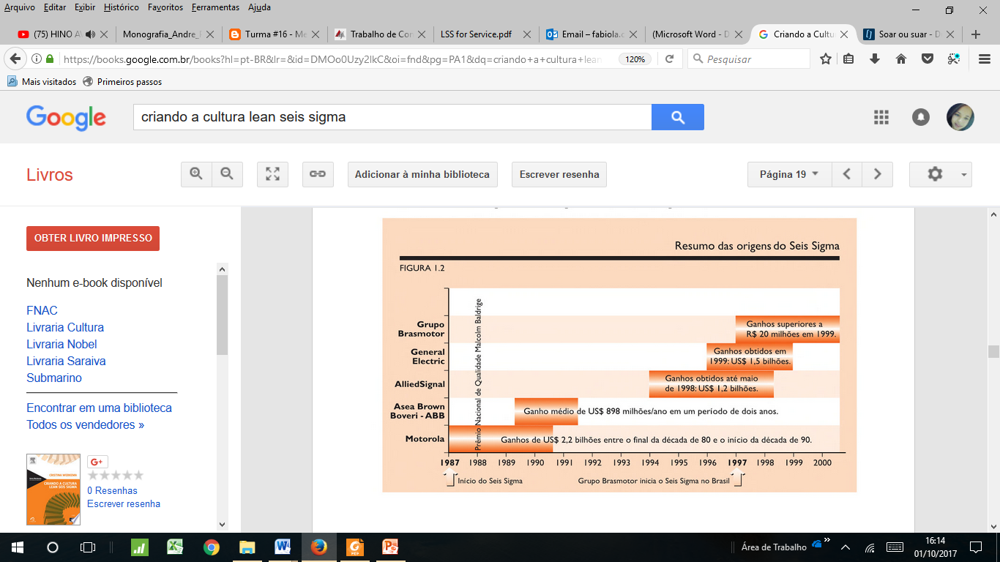 Arquivo Editar Exibir Histórico Favoritos Ferramentas Ajuda
(75) HINO A
Monografia_Andre_
Turma #16 - Me
Trabalho de Con
LSS for Service.pdf
Email – fabiola.c
(Microsoft Word - D
Criando a Cultu
Soar ou suar - D
https://books.google.com.br/books?hl=pt-BR&lr=&id=DMOo0Uzy2lkC&oi=fnd&pg=PA1&dq=criando+a+cultura+lean
120%
Pesquisar
Mais visitados
Primeiros passos
Google
criando a cultura lean seis sigma
Livros
Adicionar à minha biblioteca
Escrever resenha
Página 19
OBTER LIVRO IMPRESSO
Nenhum e-book disponível
FNAC
Livraria Cultura
Livraria Nobel
Livraria Saraiva
Submarino
Encontrar em uma biblioteca
Todos os vendedores »
CRISTINA WERKEMA
CRIANDO A CULTURA
LEAN SEIS SIGMA
G+
0 Resenhas
Escrever resenha
Resumo das origens do Seis Sigma
FIGURA 1.2
Prêmio Nacional de Qualidade Malcolm Baldrige
Grupo
Brasmotor
Ganhos superiores a
R$ 20 milhões em 1999.
General
Electric
Ganhos obtidos em
1999: US$ 1,5 bilhões.
AlliedSignal
Ganhos obtidos até maio
de 1998: US$ 1,2 bilhões.
Asea Brown
Boveri - ABB
Ganho médio de US$ 898 milhões/ano em um período de dois anos.
Motorola
Ganhos de US$ 2,2 bilhões entre o final da década de 80 e o início da década de 90.
1987 1988 1989 1990 1991 1992 1993 1994 1995 1996 1997 1998 1999 2000
Início do Seis Sigma
Grupo Brasmotor inicia o Seis Sigma no Brasil
Área de Trabalho
16:14
01/10/2017